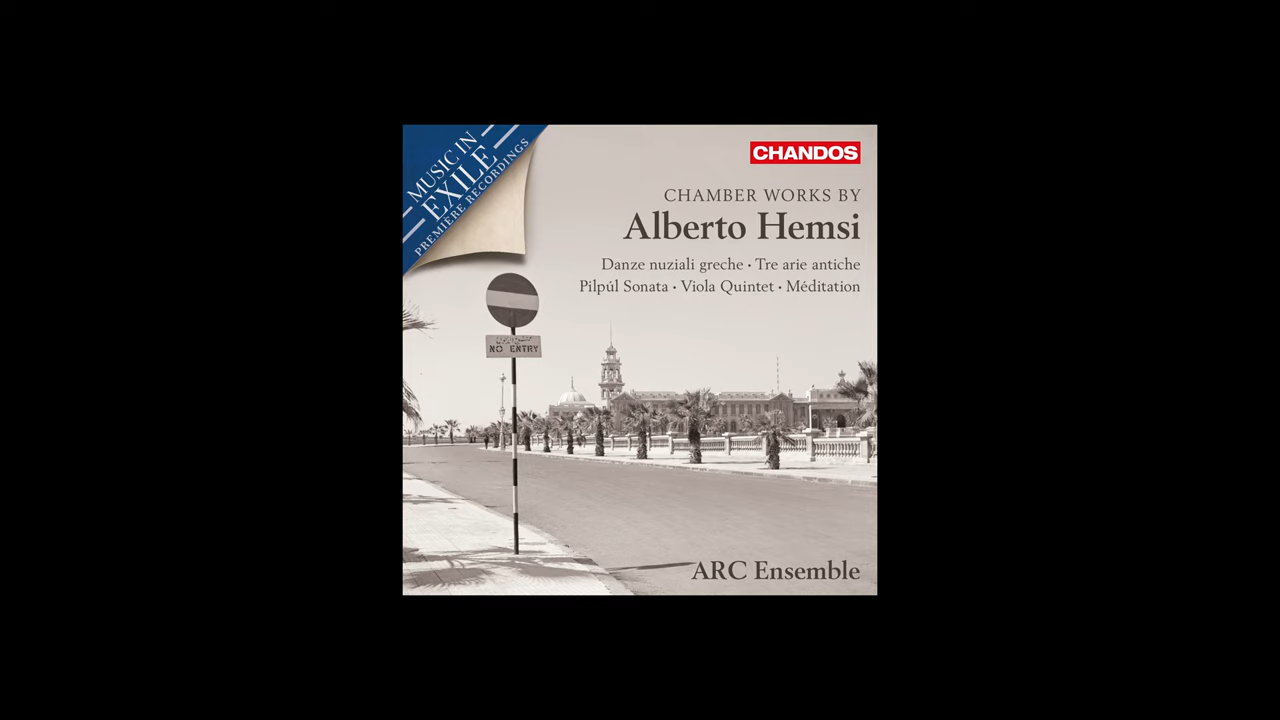 MUSIC IN
EXILE
PREMIÈRE RECORDINGS
CHANDOS
CHAMBER WORKS BY
Alberto Hemsi
Danze nuziali greche • Tre arie antiche
Pilpúl Sonata • Viola Quintet • Méditation
NO ENTRY
ARC Ensemble